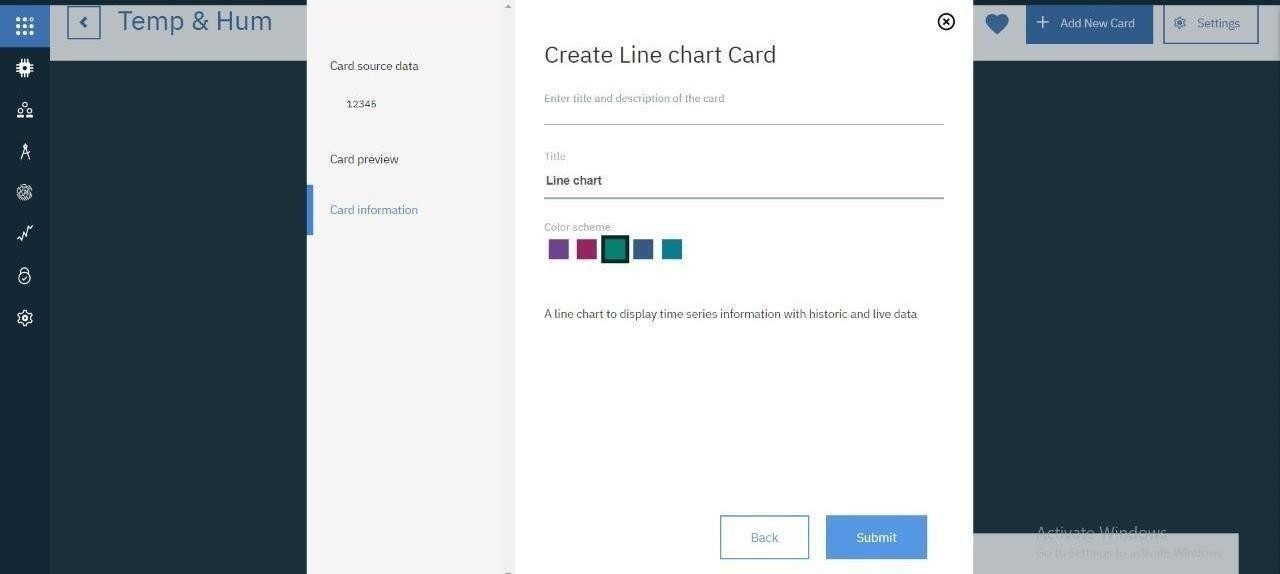 Temp & Hum
Add New Card
Settings
Card source data
12345
Card preview
Card information
Create Line chart Card
Enter title and description of the card
Title
Line chart
Color scheme
A line chart to display time series information with historic and live data
Back
Submit
Activate Windows
Go to Settings to activate Windows.